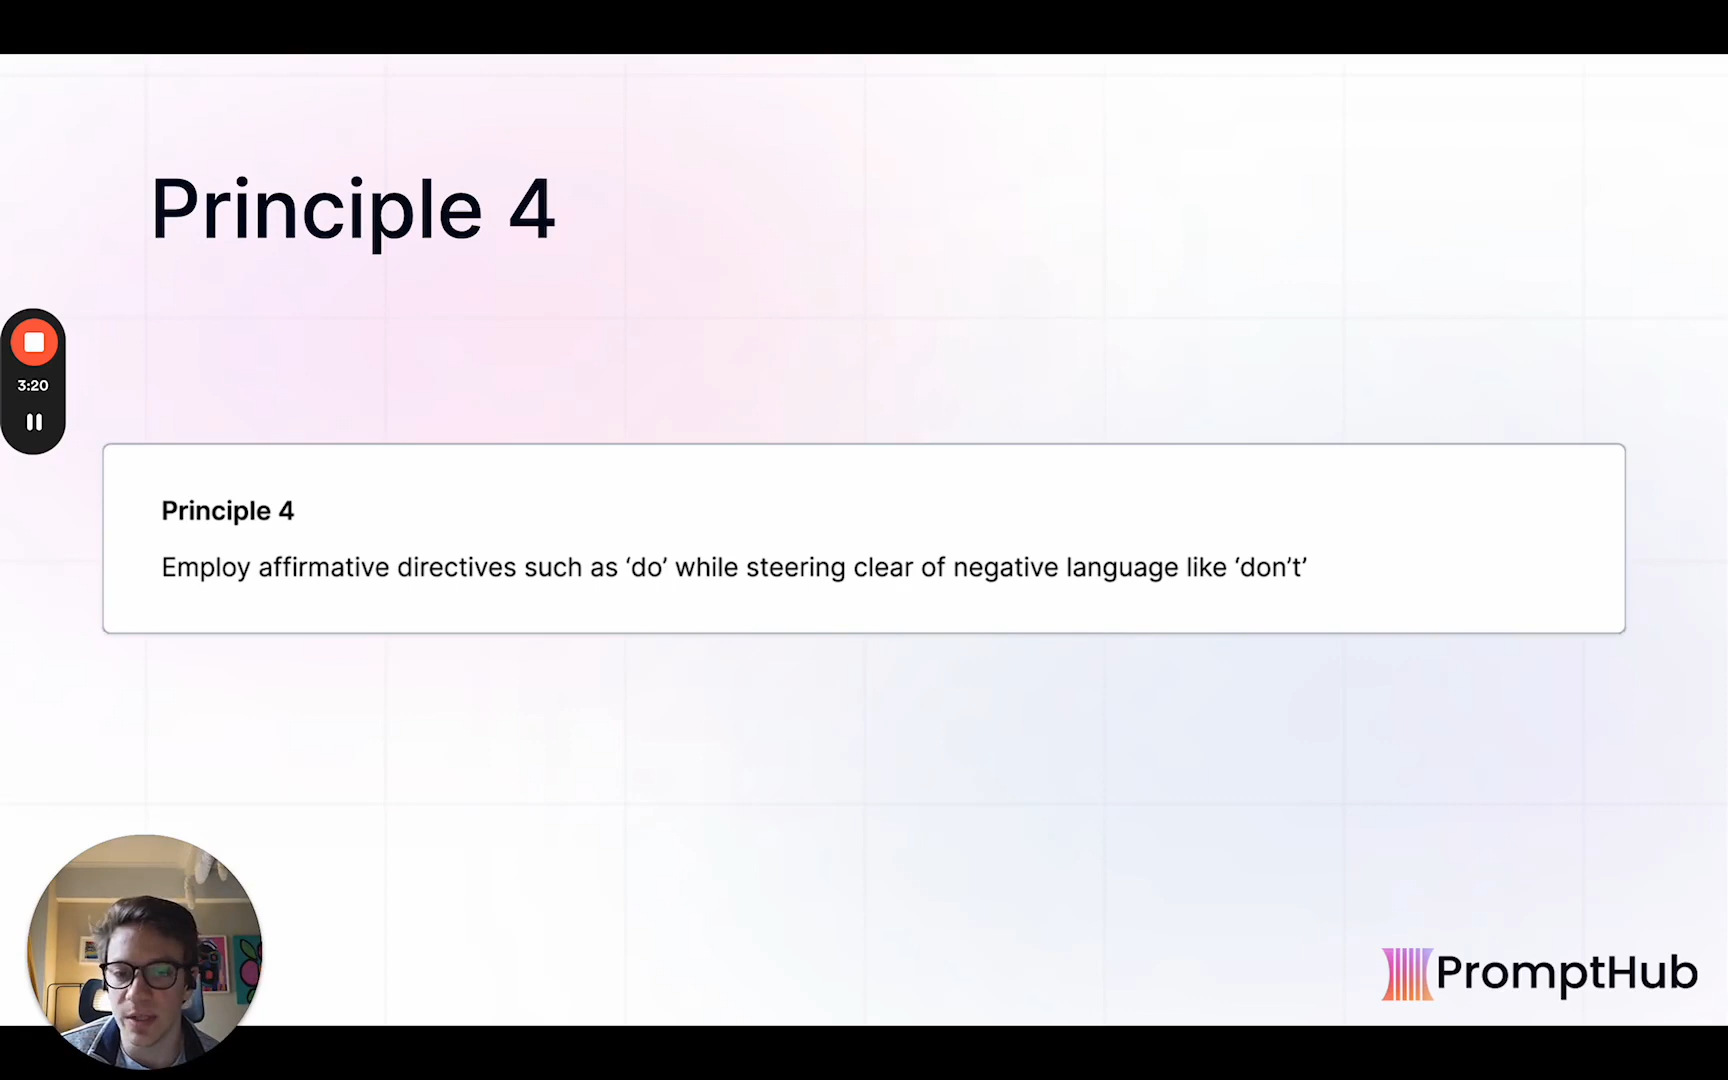 Principle 4
3:20
Principle 4
Employ affirmative directives such as ‘do’ while steering clear of negative language like ‘don’t’
PromptHub